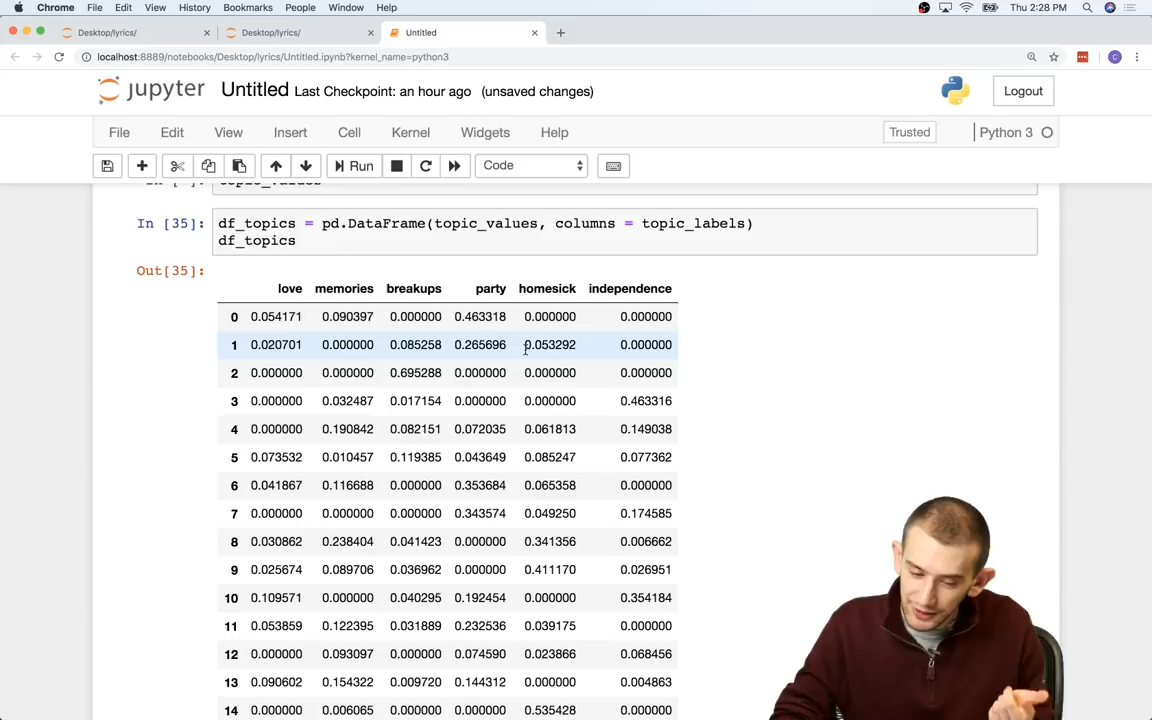 Chrome File Edit View History Bookmarks People Window Help Thu 2:28 PM
Desktop/lyrics/ Desktop/lyrics/ Untitled
localhost:8889/notebooks/Desktop/lyrics/Untitled.ipynb?kernel_name=python3 C
jupyter Untitled Last Checkpoint: an hour ago (unsaved changes) Logout
File Edit View Insert Cell Kernel Widgets Help Trusted Python 3
Run Code
In [35]: df_topics = pd.DataFrame(topic_values, columns = topic_labels)
df_topics
Out[35]:
love memories breakups party homesick independence
0 0.054171 0.090397 0.000000 0.463318 0.000000 0.000000
1 0.020701 0.000000 0.085258 0.265696 0.053292 0.000000
2 0.000000 0.000000 0.695288 0.000000 0.000000 0.000000
3 0.000000 0.032487 0.017154 0.000000 0.000000 0.463316
4 0.000000 0.190842 0.082151 0.072035 0.061813 0.149038
5 0.073532 0.010457 0.119385 0.043649 0.085247 0.077362
6 0.041867 0.116688 0.000000 0.353684 0.065358 0.000000
7 0.000000 0.000000 0.000000 0.343574 0.049250 0.174585
8 0.030862 0.238404 0.041423 0.000000 0.341356 0.006662
9 0.025674 0.089706 0.036962 0.000000 0.411170 0.026951
10 0.109571 0.000000 0.040295 0.192454 0.354184
11 0.053859 0.122395 0.031889 0.232536 0.039175 0.000000
12 0.000000 0.093097 0.000000 0.074590 0.023866 0.068456
13 0.090602 0.154322 0.009720 0.144312 0.000000 0.004863
14 0.000000 0.006065 0.000000 0.000000 0.535428 0.000000